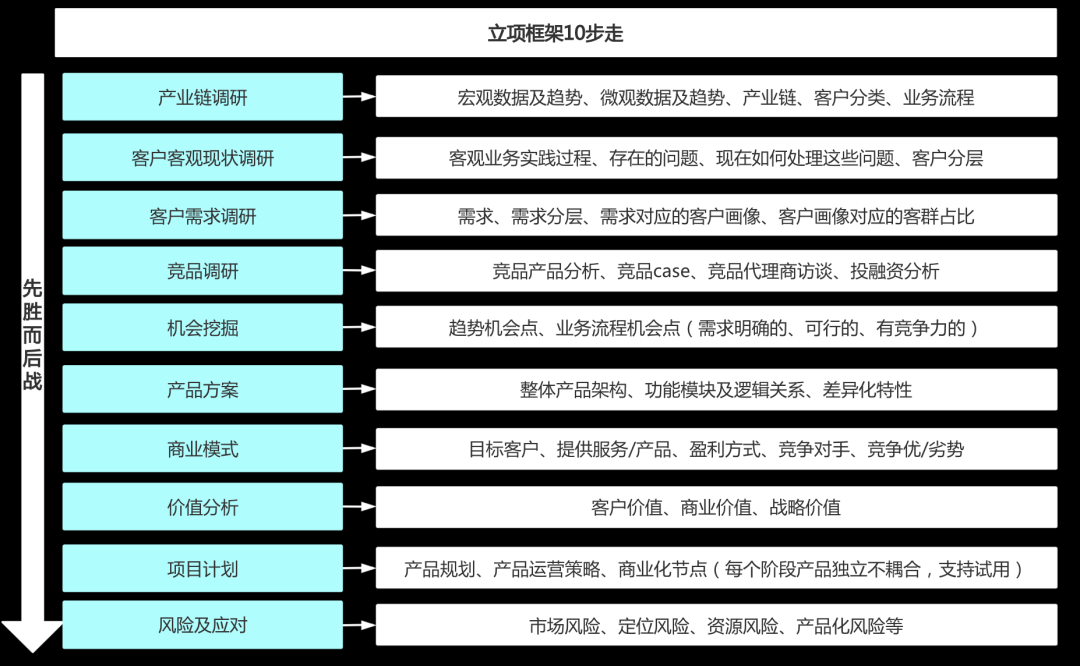 立项框架10步走
先胜而后战
产业链调研
宏观数据及趋势、微观数据及趋势、产业链、客户分类、业务流程
客户客观现状调研
客观业务实践过程、存在的问题、现在如何处理这些问题、客户分层
客户需求调研
需求、需求分层、需求对应的客户画像、客户画像对应的客群占比
竞品调研
竞品产品分析、竞品case、竞品代理商访谈、投融资分析
机会挖掘
趋势机会点、业务流程机会点（需求明确的、可行的、有竞争力的）
产品方案
整体产品架构、功能模块及逻辑关系、差异化特性
商业模式
目标客户、提供服务/产品、盈利方式、竞争对手、竞争优/劣势
价值分析
客户价值、商业价值、战略价值
项目计划
产品规划、产品运营策略、商业化节点（每个阶段产品独立不耦合，支持试用）
风险及应对
市场风险、定位风险、资源风险、产品化风险等